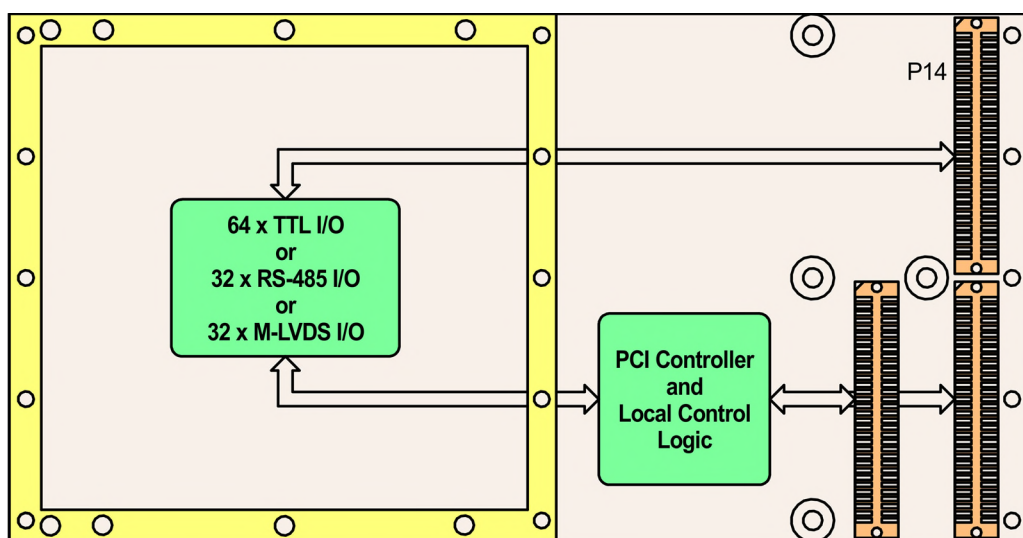 P14
64 x TTL I/O
or
32 x RS-485 I/O
or
32 x M-LVDS I/O
PCI Controller
and
Local Control
Logic